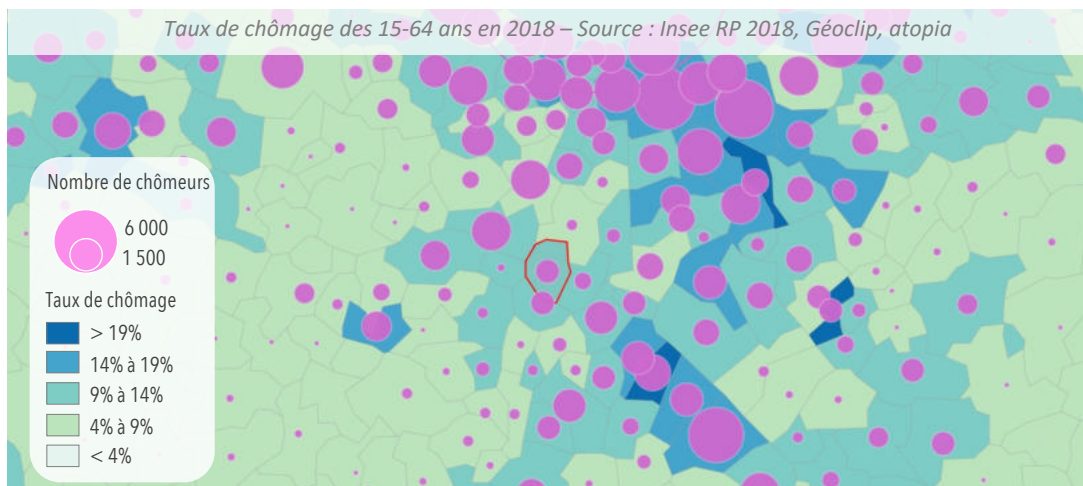 Taux de chômage des 15-64 ans en 2018 – Source : Insee RP 2018, Géoclip, atopia
Nombre de chômeurs
6 000
1 500
Taux de chômage
> 19%
14% à 19%
9% à 14%
4% à 9%
< 4%